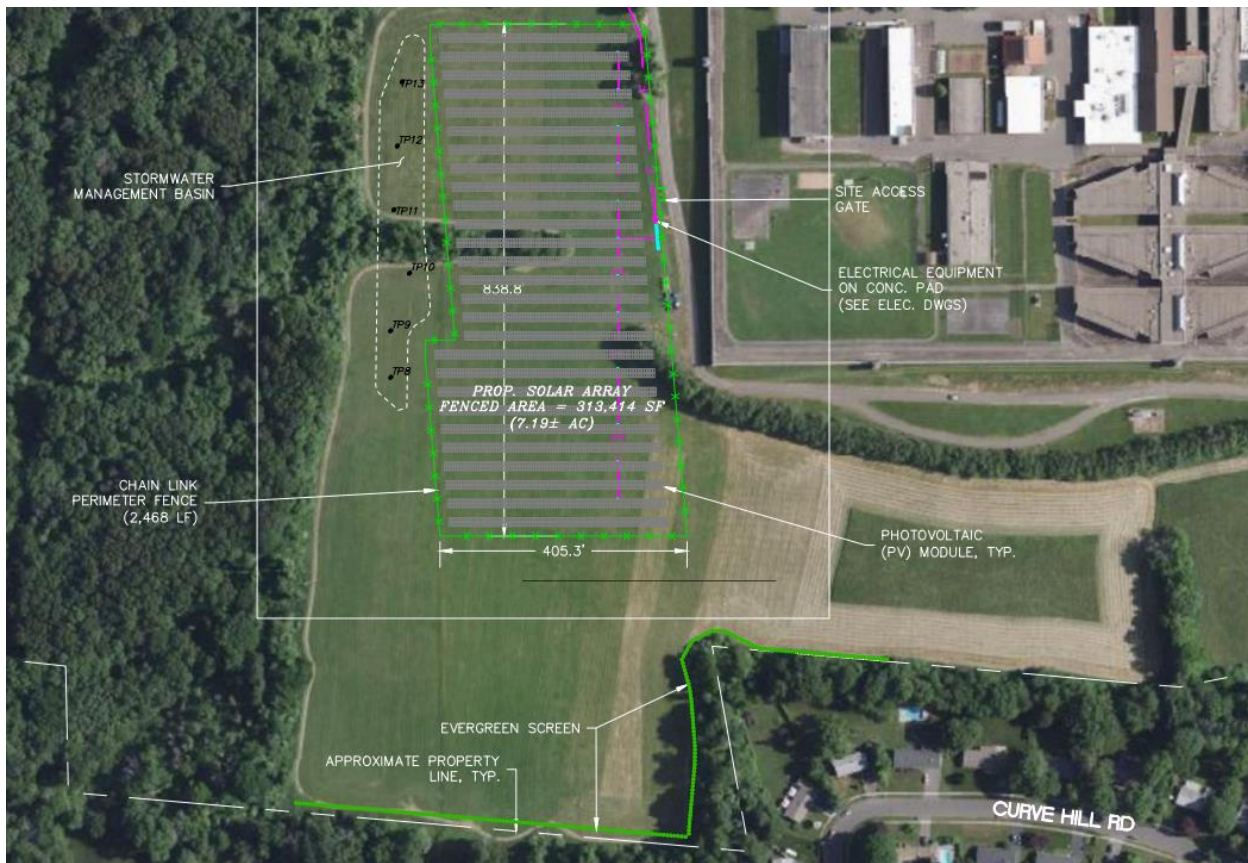 TP13
TP12
STORMWATER
MANAGEMENT BASIN
TP11
SITE ACCESS
GATE
TP10
ELECTRICAL EQUIPMENT
ON CONC. PAD
(SEE ELEC. DWGS)
838.8'
TP9
TP8
PROP. SOLAR ARRAY
FENCED AREA = 313,414 SF
(7.19± AC)
CHAIN LINK
PERIMETER FENCE
(2,468 LF)
PHOTOVOLTAIC
(PV) MODULE, TYP.
405.3'
EVERGREEN SCREEN
APPROXIMATE PROPERTY
LINE, TYP.
CURVE HILL RD